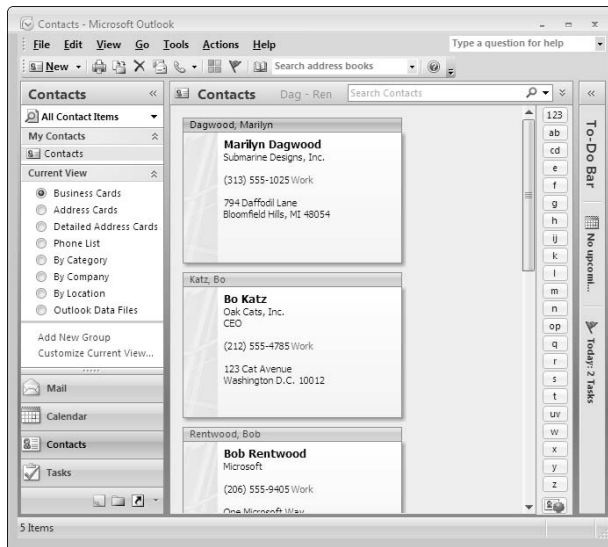 Contacts - Microsoft Outlook
File Edit View Go Tools Actions Help
Type a question for help
New
Search address books
Contacts
All Contact Items
My Contacts
Contacts
Current View
Business Cards
Address Cards
Detailed Address Cards
Phone List
By Category
By Company
By Location
Outlook Data Files
Add New Group
Customize Current View...
Mail
Calendar
Contacts
Tasks
Contacts Dag - Ren Search Contacts
Dagwood, Marilyn
Marilyn Dagwood
Submarine Designs, Inc.
(313) 555-1025 Work
794 Daffodil Lane
Bloomfield Hills, MI 48054
Katz, Bo
Bo Katz
Oak Cats, Inc.
CEO
(212) 555-4785 Work
123 Cat Avenue
Washington D.C. 10012
Rentwood, Bob
Bob Rentwood
Microsoft
(206) 555-9405 Work
One Microsoft Way
123
ab
cd
e
f
g
h
ij
k
l
m
n
op
q
r
s
t
uv
w
x
y
z
To-Do Bar
No upcomi...
Today: 2 Tasks
5 Items